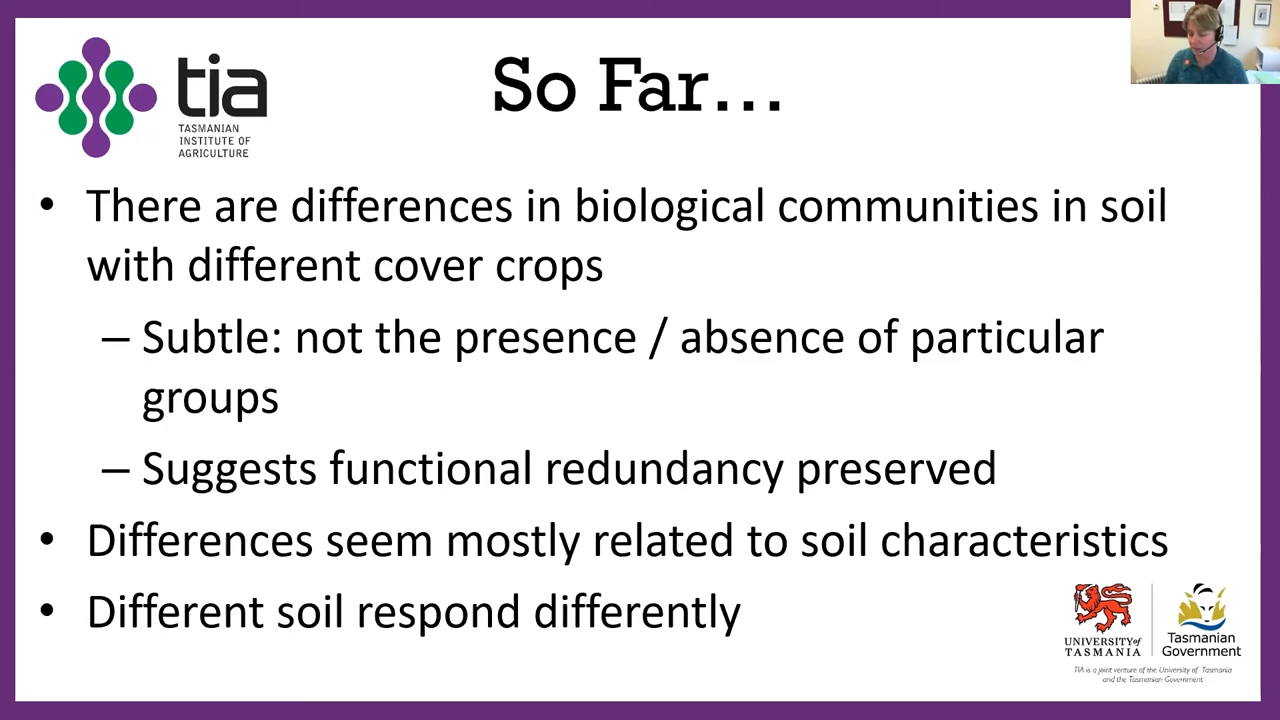 So Far...
tia
TASMANIAN
INSTITUTE OF
AGRICULTURE
• There are differences in biological communities in soil
with different cover crops
– Subtle: not the presence / absence of particular
groups
– Suggests functional redundancy preserved
• Differences seem mostly related to soil characteristics
• Different soil respond differently
UNIVERSITY of
TASMANIA
Tasmanian
Government
TIA is a joint venture of the University of Tasmania
and the Tasmanian Government